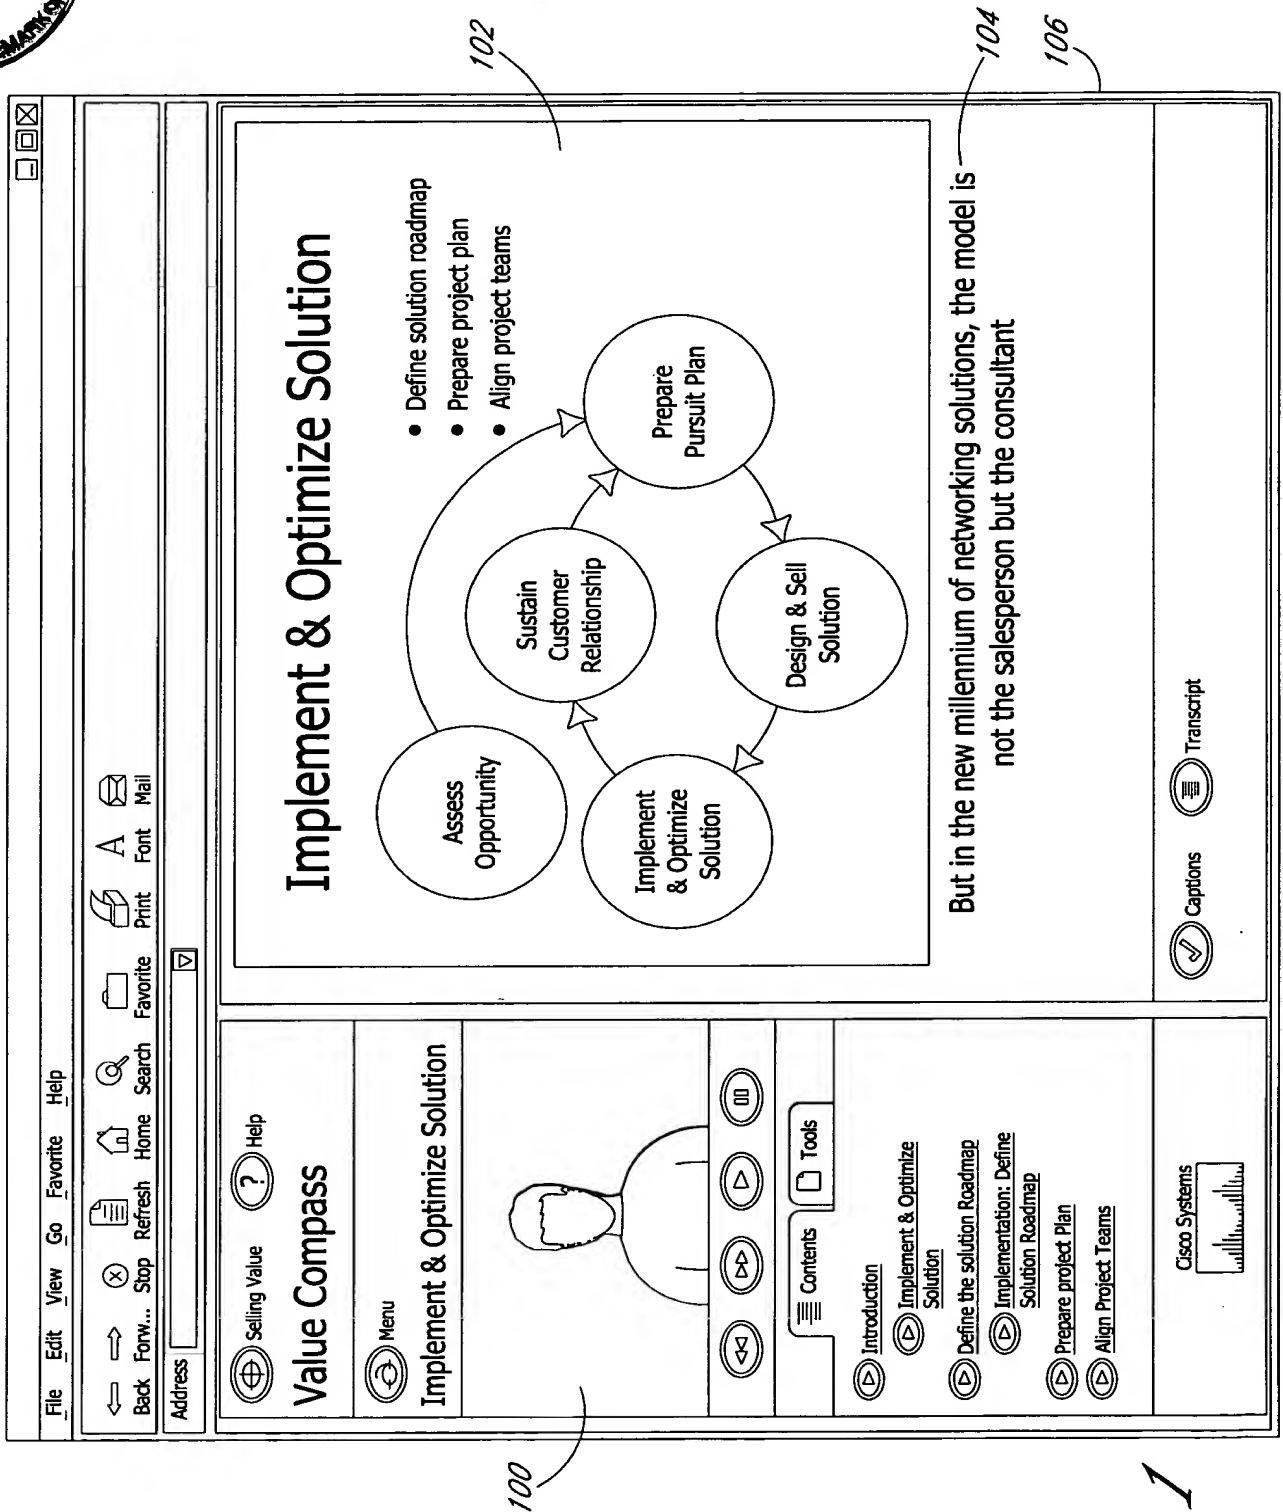 File Edit View Go Favorite Help
Back Forw... Stop Refresh Home Search Favorite Print Font Mail
Address
Selling Value ? Help
Value Compass
Menu
Implement & Optimize Solution
100
Contents Tools
Introduction
Implement & Optimize
Solution
Define the solution Roadmap
Implementation: Define
Solution Roadmap
Prepare project Plan
Align Project Teams
Cisco Systems
Implement & Optimize Solution
• Define solution roadmap
• Prepare project plan
• Align project teams
102
Assess
Opportunity
Sustain
Customer
Relationship
Prepare
Pursuit Plan
Implement
& Optimize
Solution
Design & Sell
Solution
But in the new millennium of networking solutions, the model is
not the salesperson but the consultant
104
106
Captions Transcript
1